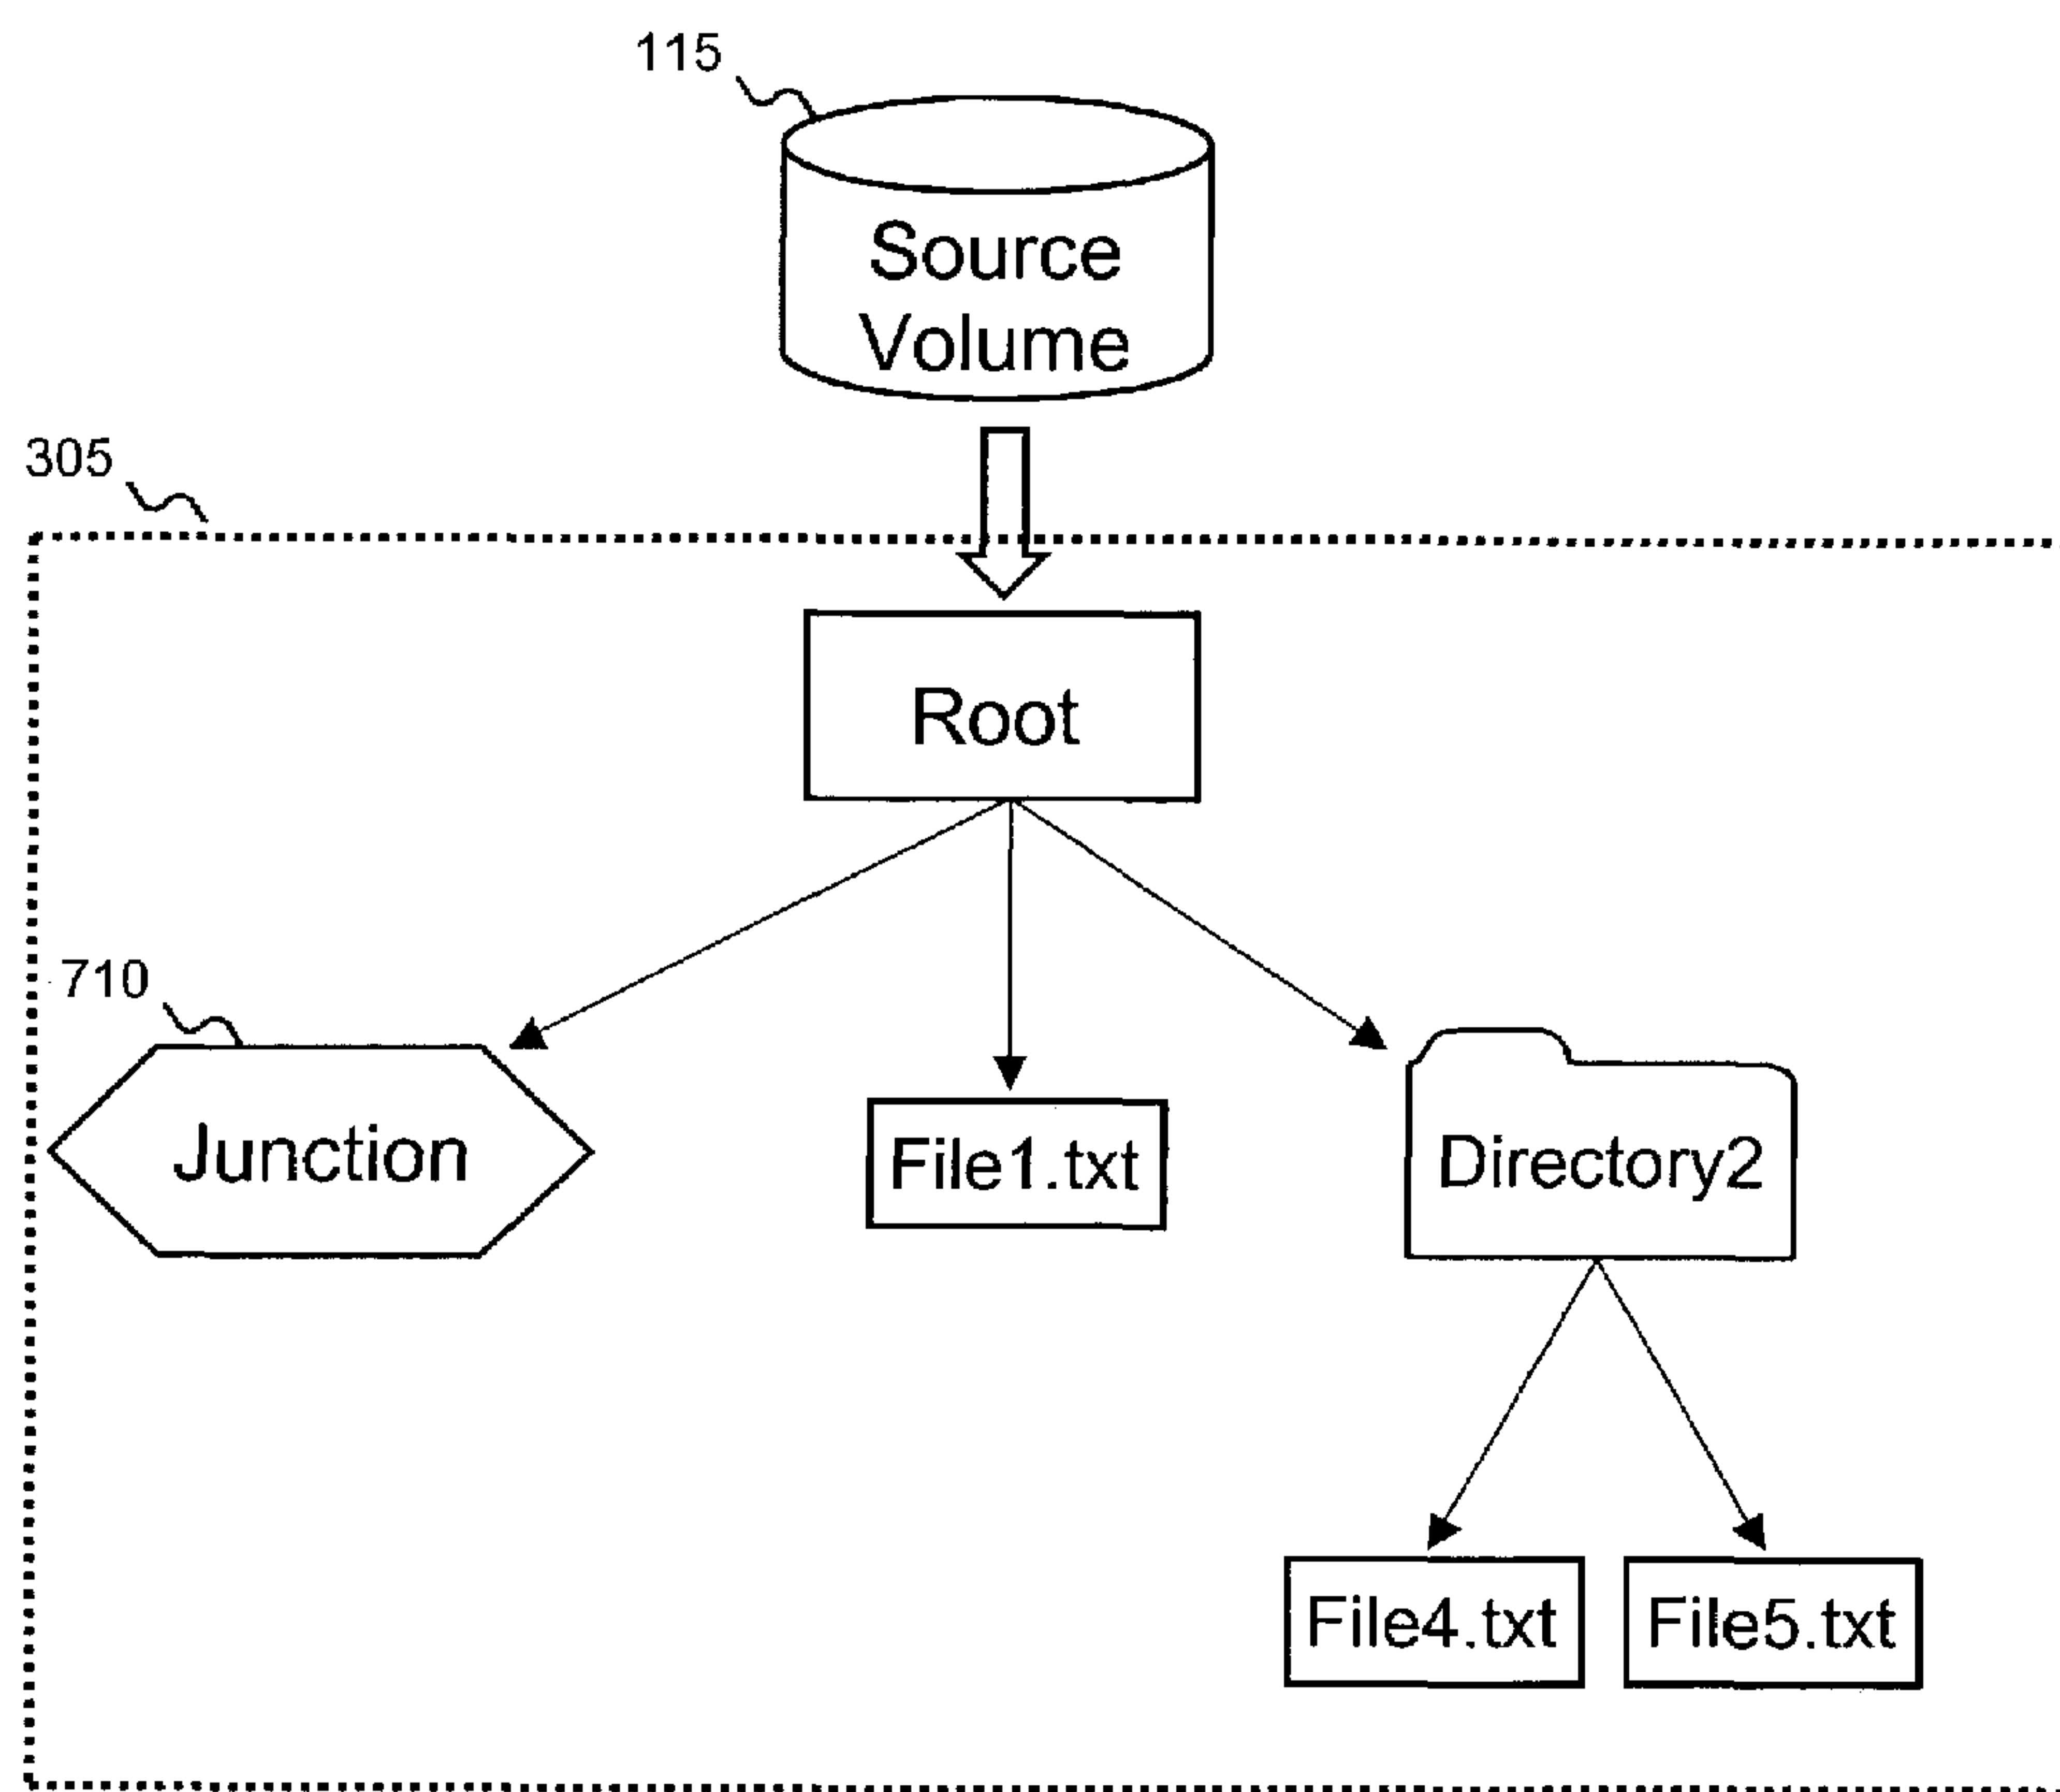 115
Source
Volume
305
Root
710
Junction
File1.txt
Directory2
File4.txt
File5.txt